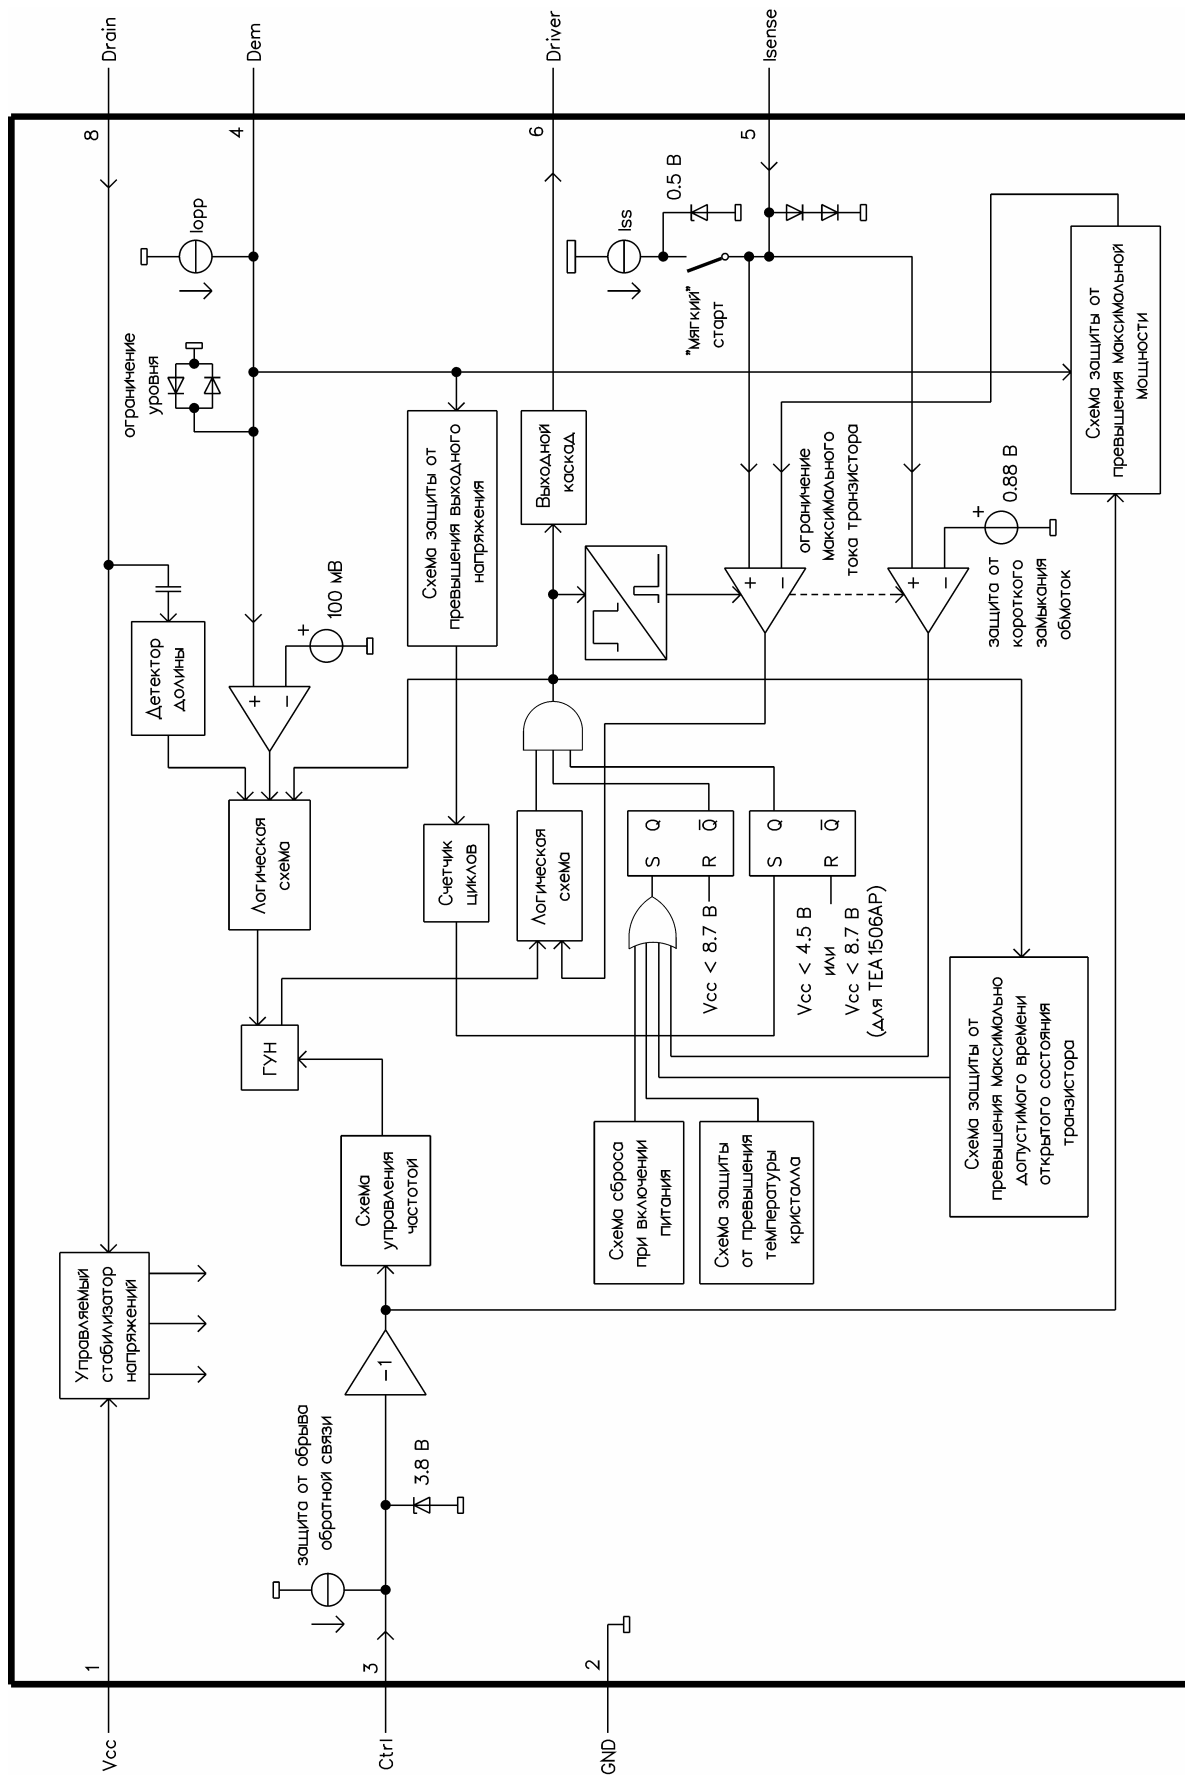 Vcc
1
Управляемый
стабилизатор
напряжений
8
Drain
Детектор
долины
ограничение
уровня
Iopp
4
Dem
ГУН
Логическая
схема
+
−
+
100 мВ
защита от обрыва
обратной связи
Ctrl
3
3.8 В
−1
Схема
управления
частотой
Счетчик
циклов
Схема защиты от
превышения выходного
напряжения
Логическая
схема
Выходной
каскад
6
Driver
GND
2
Схема сброса
при включении
питания
Схема защиты
от превышения
температуры
кристалла
S Q
R Q
Vcc < 8.7 В
S Q
R Q
Vcc < 4.5 В
или
Vcc < 8.7 В
(для TEA1506AP)
Iss
0.5 В
"мягкий"
старт
5
Isense
+
−
ограничение
максимального
тока транзистора
+
−
+
0.88 В
защита от
короткого
замыкания
обмоток
Схема защиты от
превышения максимально
допустимого времени
открытого состояния
транзистора
Схема защиты от
превышения максимальной
мощности